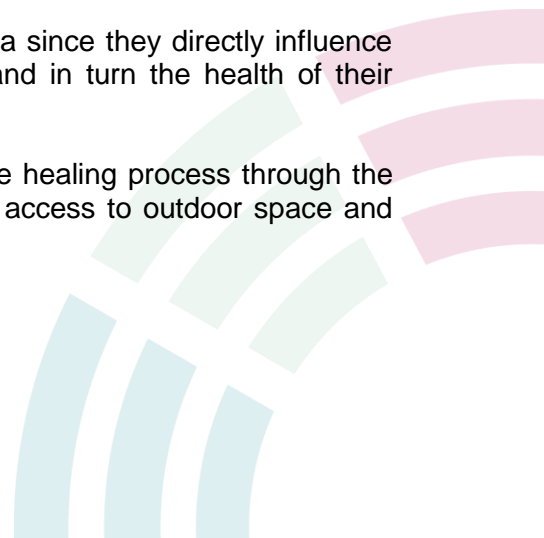 a since they directly influence
and in turn the health of their
e healing process through the
access to outdoor space and